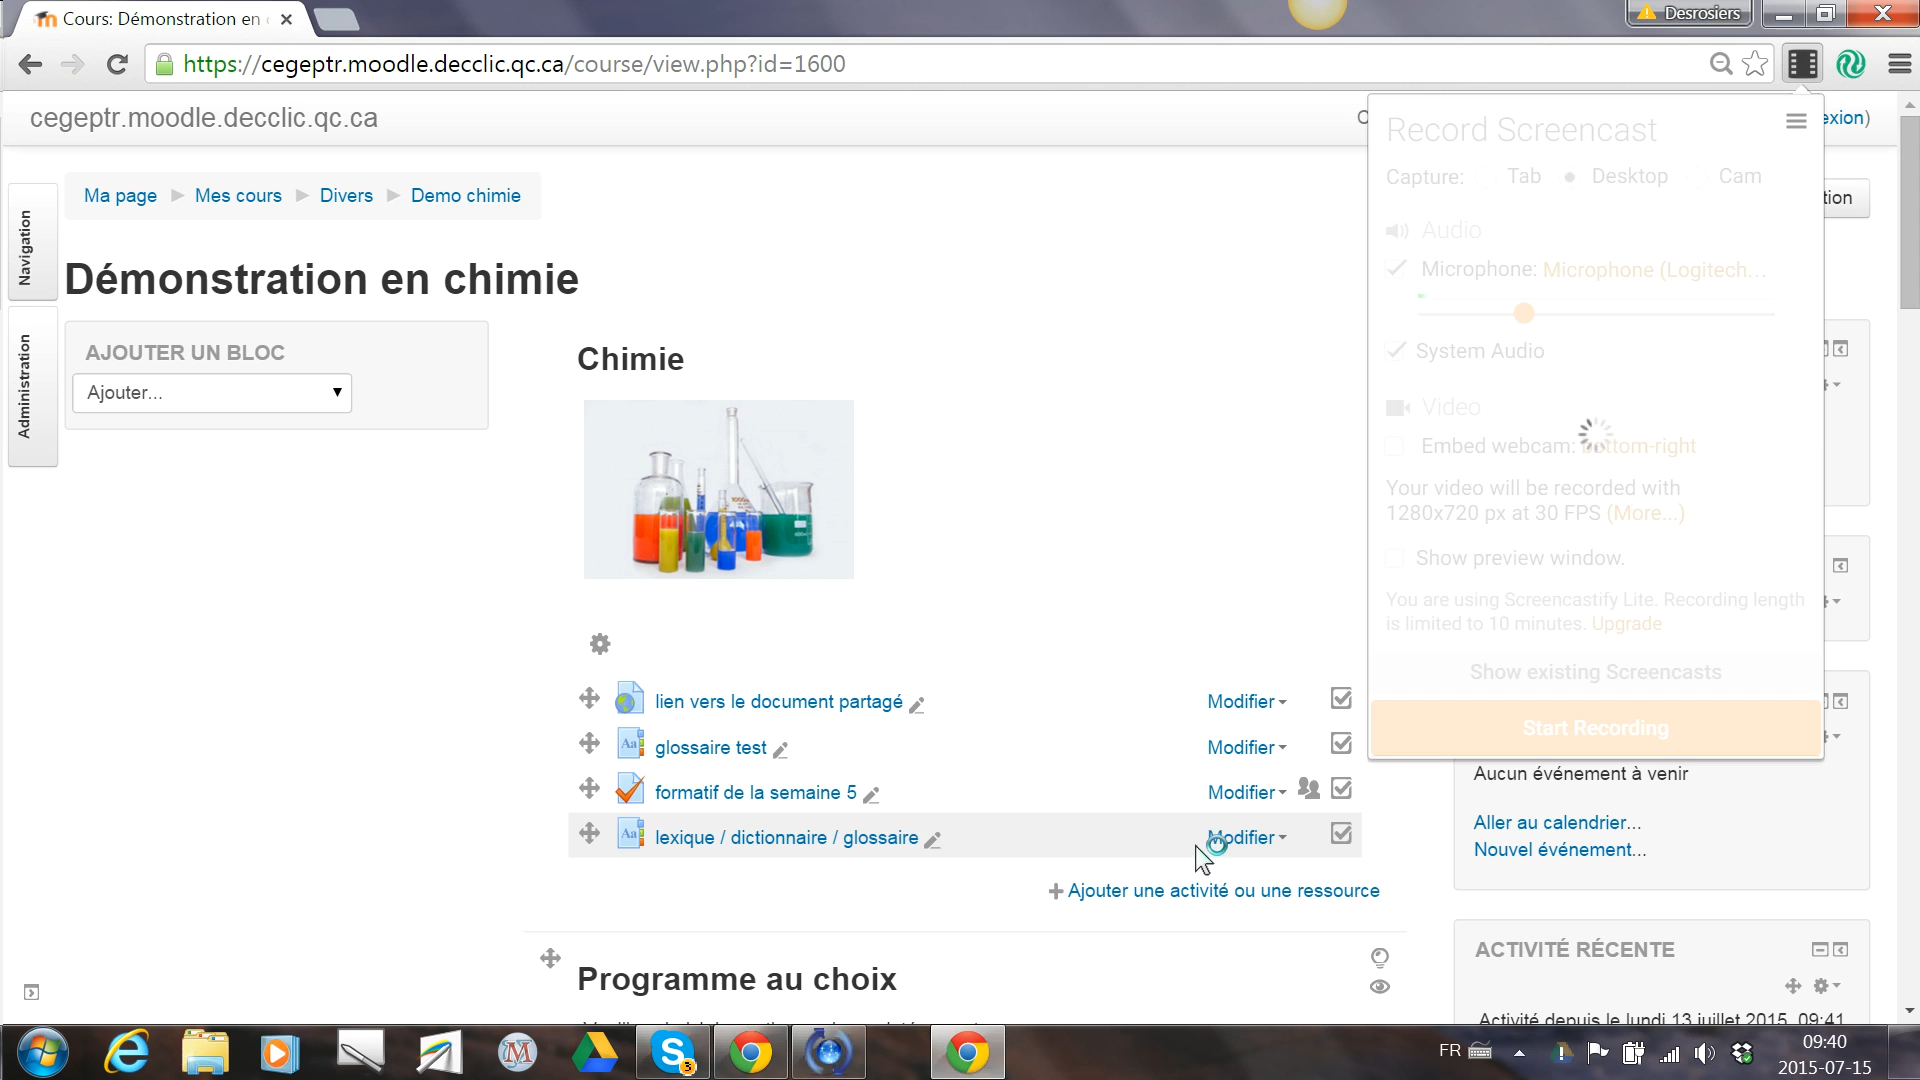 Cours: Démonstration en
Desrosiers
https://cegeptr.moodle.decclic.qc.ca/course/view.php?id=1600
cegeptr.moodle.decclic.qc.ca
exion)
Ma page
Mes cours
Divers
Demo chimie
tion
Navigation
Administration
Démonstration en chimie
AJOUTER UN BLOC
Ajouter...
Chimie
Record Screencast
Capture: Tab Desktop Cam
Audio
Microphone: Microphone (Logitech...
System Audio
Video
Embed webcam: bottom-right
Your video will be recorded with
1280x720 px at 30 FPS (More...)
Show preview window.
You are using Screencastify Lite. Recording length
is limited to 10 minutes. Upgrade
Show existing Screencasts
Start Recording
lien vers le document partagé
Modifier
glossaire test
Modifier
formatif de la semaine 5
Modifier
lexique / dictionnaire / glossaire
Modifier
Ajouter une activité ou une ressource
Aucun événement à venir
Aller au calendrier...
Nouvel événement...
Programme au choix
ACTIVITÉ RÉCENTE
Activité depuis le lundi 13 juillet 2015, 09:41
FR
09:40
2015-07-15